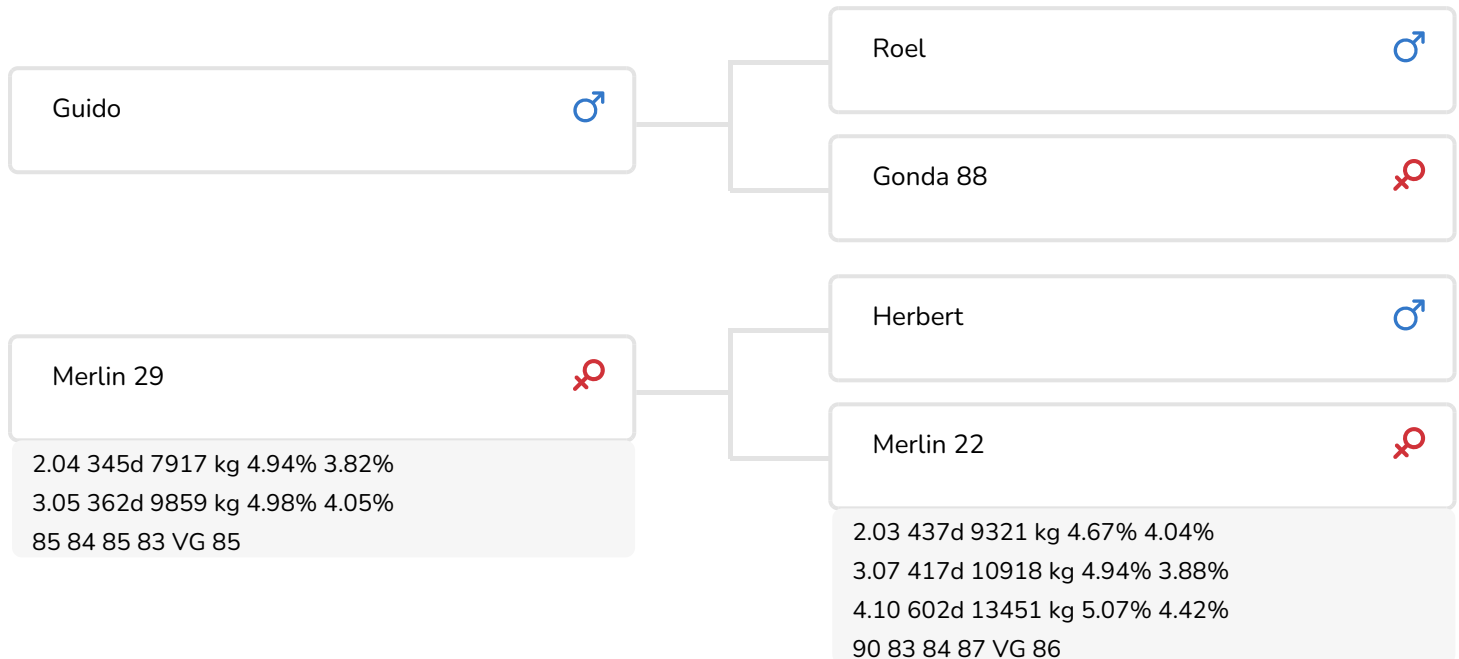 Guido
Merlin 29
2.04 345d 7917 kg 4.94% 3.82%
3.05 362d 9859 kg 4.98% 4.05%
85 84 85 83 VG 85
Roel
Gonda 88
Herbert
Merlin 22
2.03 437d 9321 kg 4.67% 4.04%
3.07 417d 10918 kg 4.94% 3.88%
4.10 602d 13451 kg 5.07% 4.42%
90 83 84 87 VG 86